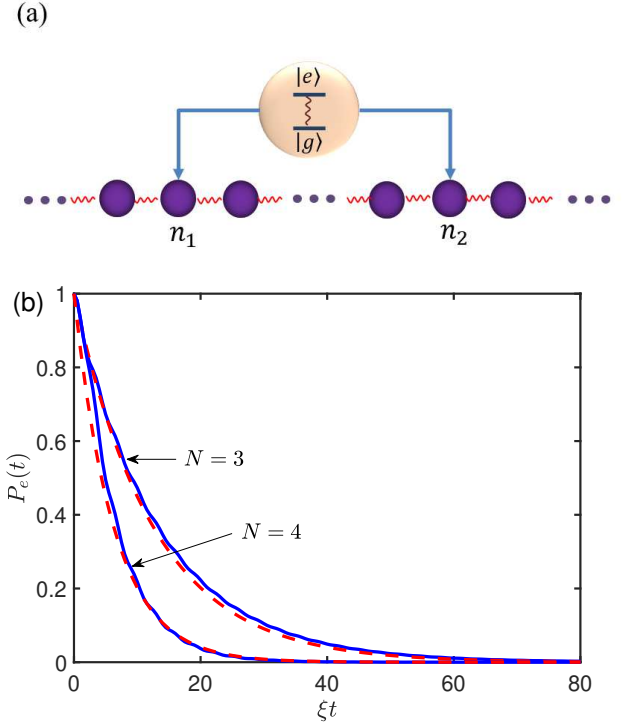 (a)
|e⟩
|g⟩
n₁
n₂
(b)
1
0.8
0.6
0.4
0.2
0
P_e(t)
N = 3
N = 4
0
20
40
60
80
ξt